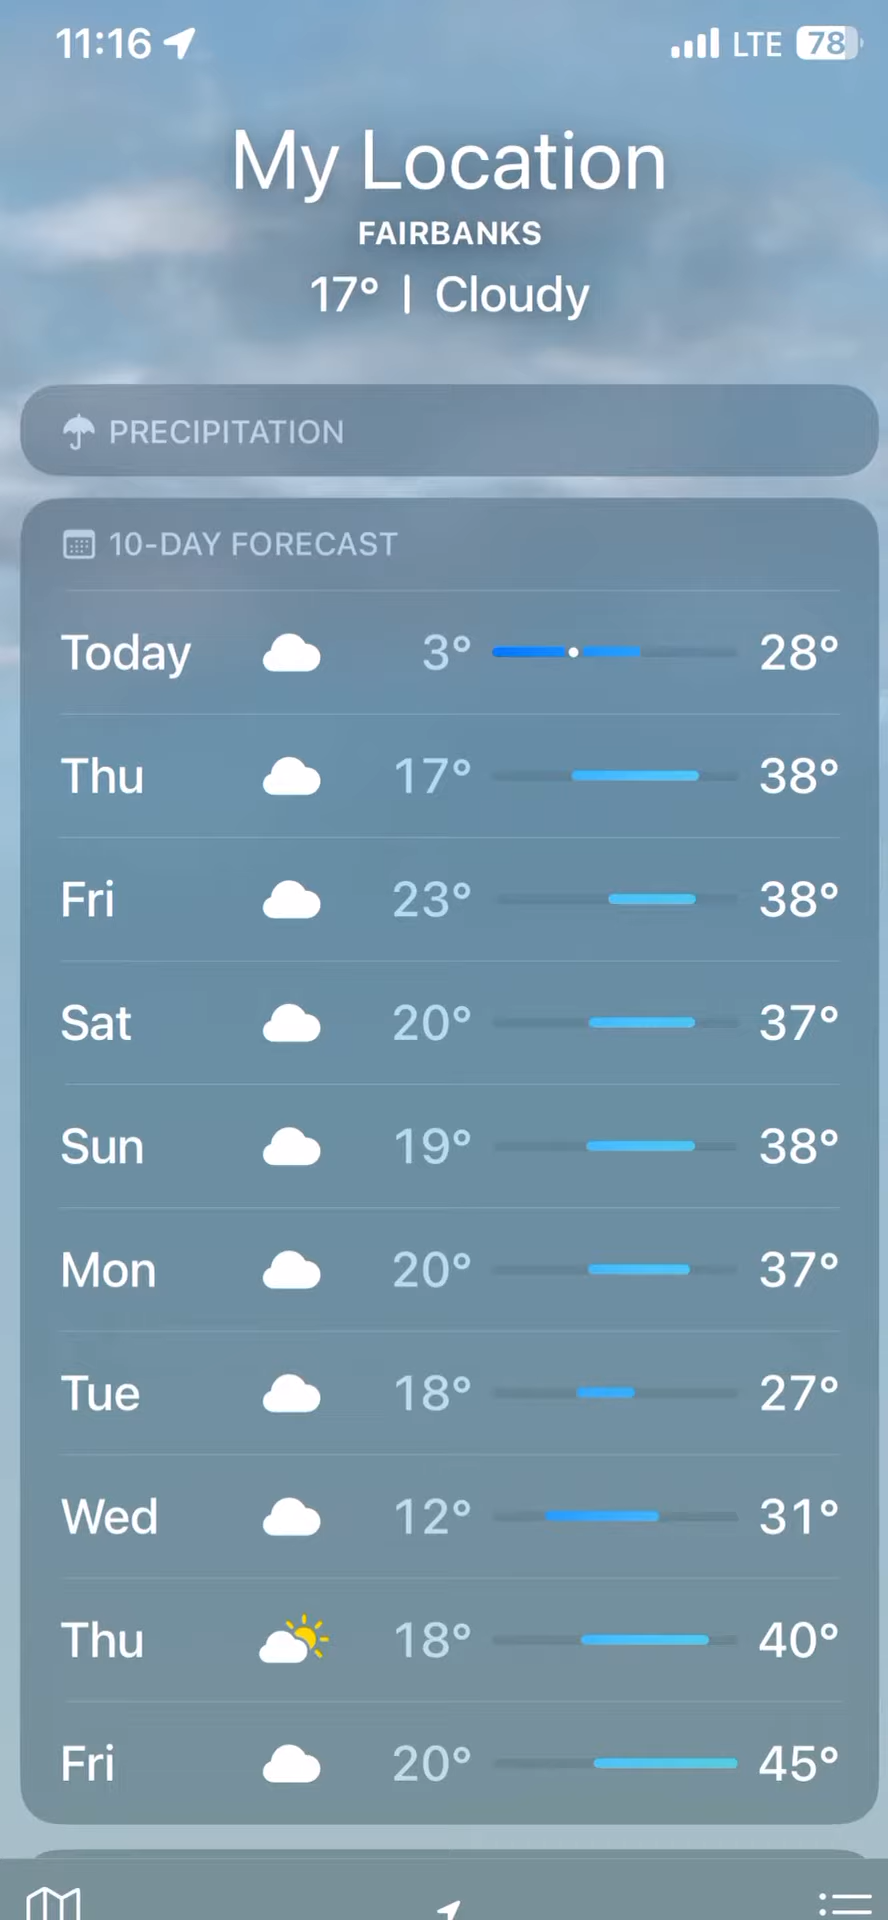 11:16 LTE 78
My Location
FAIRBANKS
17° | Cloudy
PRECIPITATION
10-DAY FORECAST
Today 3° 28°
Thu 17° 38°
Fri 23° 38°
Sat 20° 37°
Sun 19° 38°
Mon 20° 37°
Tue 18° 27°
Wed 12° 31°
Thu 18° 40°
Fri 20° 45°